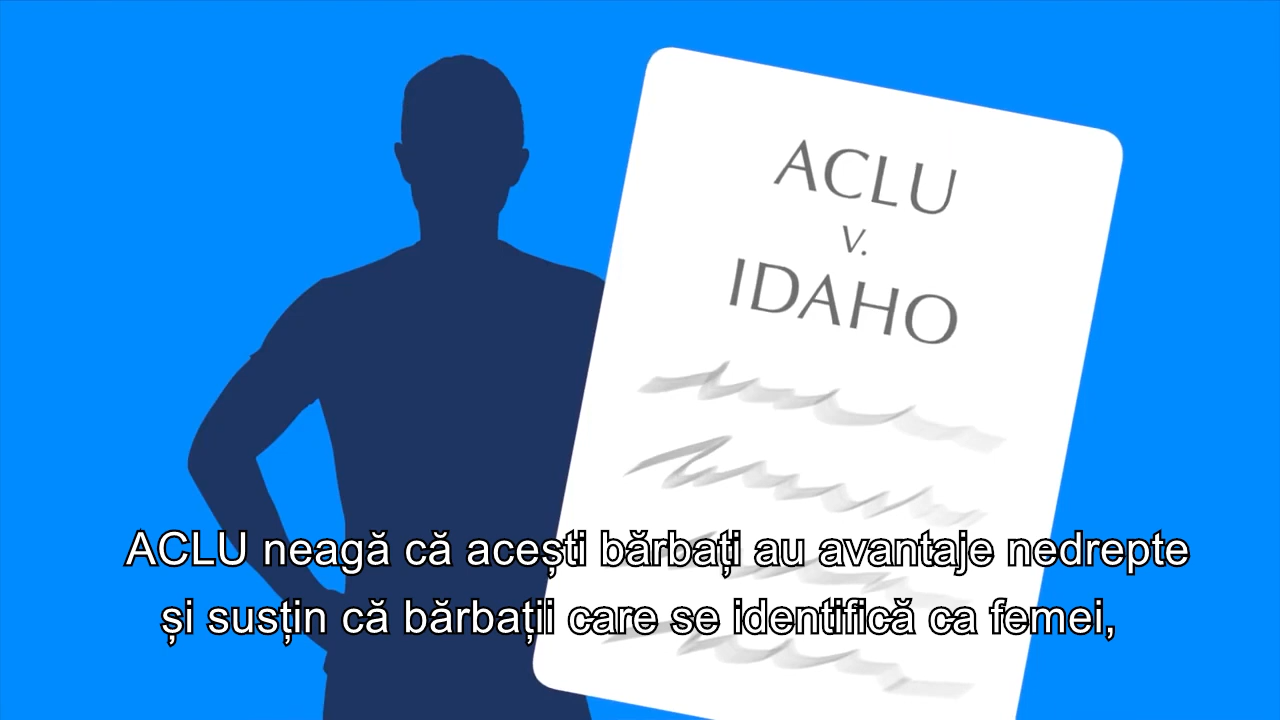 ACLU
v.
IDAHO
ACLU neagă că acești bărbați au avantaje nedrepte
și susțin că bărbații care se identifică ca femei,